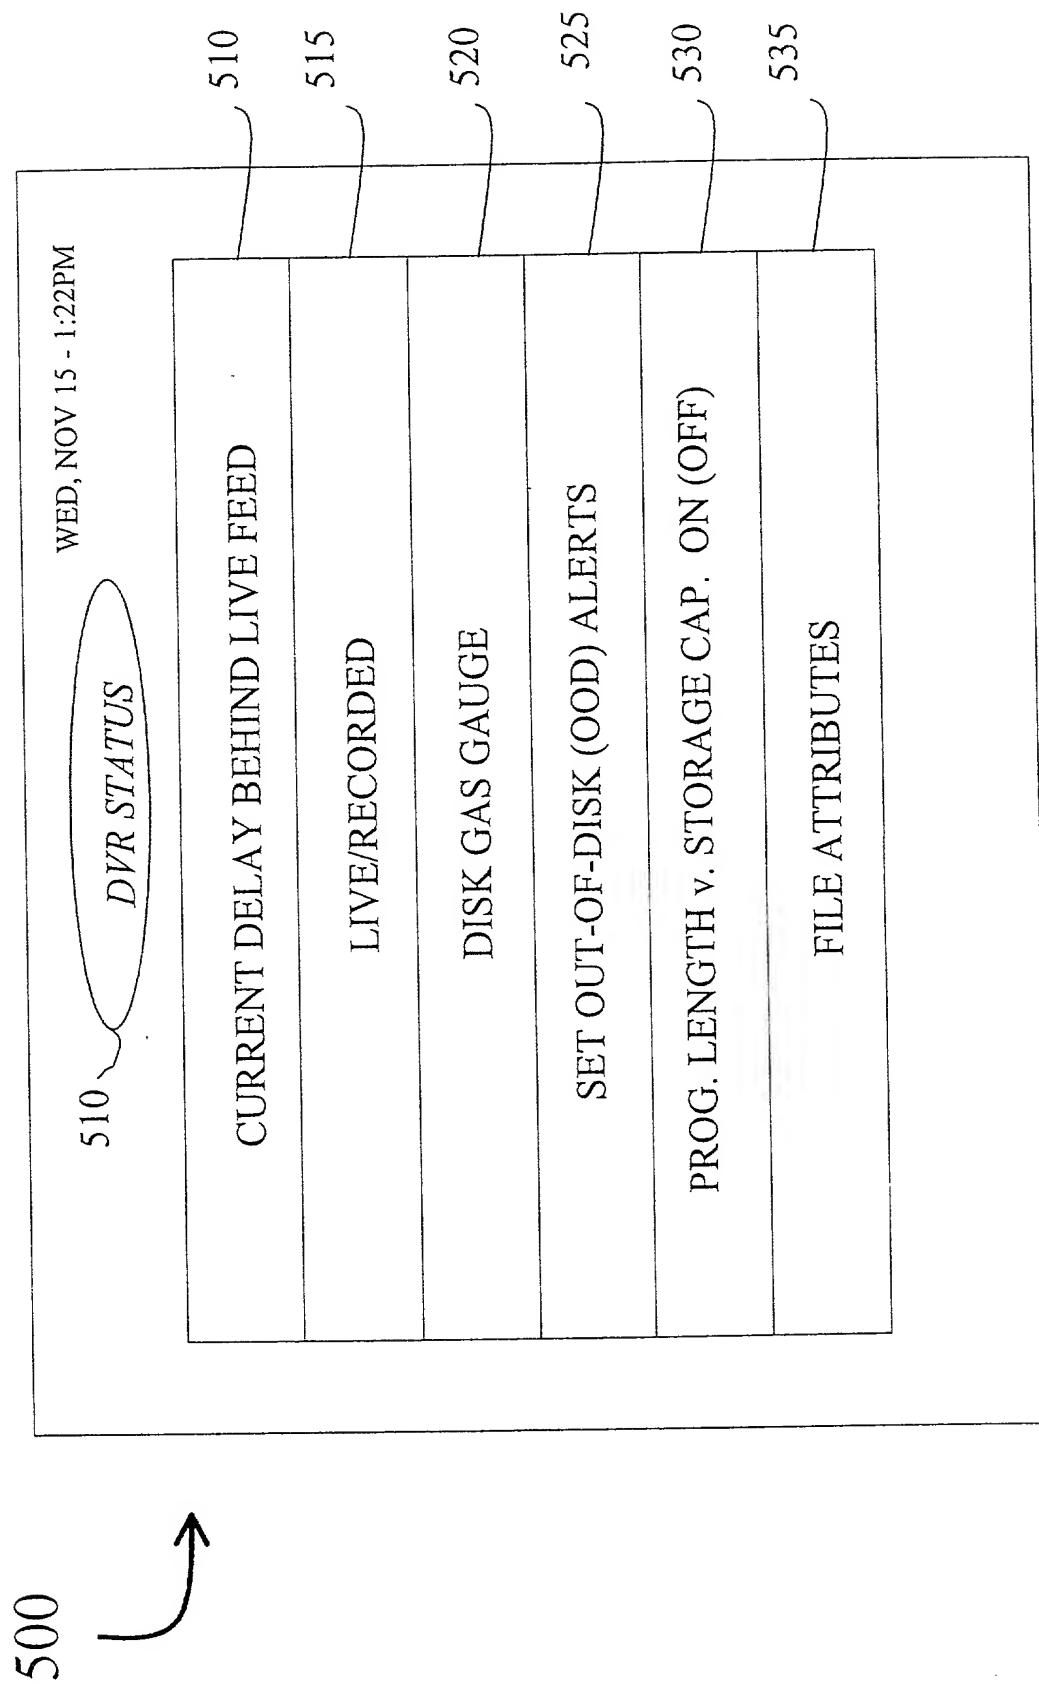 500
510
DVR STATUS
WED, NOV 15 - 1:22PM
CURRENT DELAY BEHIND LIVE FEED
510
LIVE/RECORDED
515
DISK GAS GAUGE
520
SET OUT-OF-DISK (OOD) ALERTS
525
PROG. LENGTH v. STORAGE CAP. ON (OFF)
530
FILE ATTRIBUTES
535